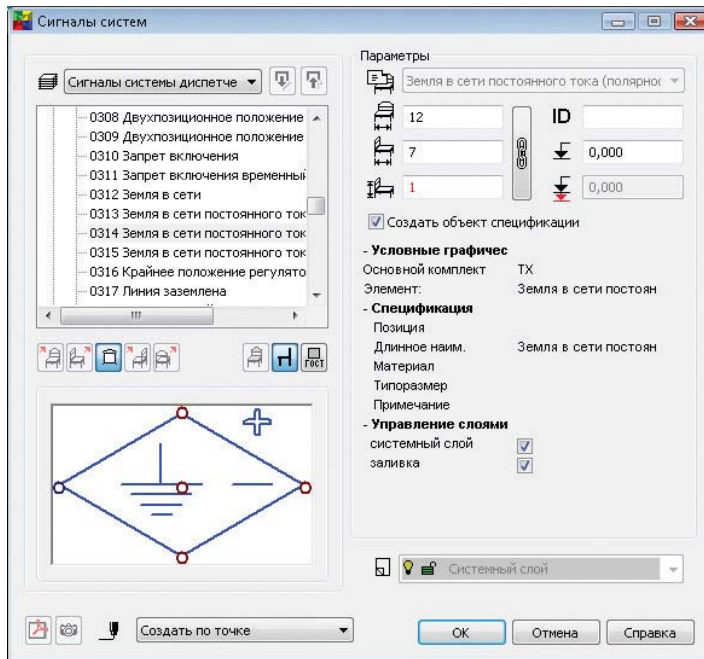 Сигналы систем
Сигналы системы диспетче
0308 Двухпозиционное положение
0309 Двухпозиционное положение
0310 Запрет включения
0311 Запрет включения временный
0312 Земля в сети
0313 Земля в сети постоянного ток
0314 Земля в сети постоянного ток
0315 Земля в сети постоянного ток
0316 Крайнее положение регулято
0317 Линия заземлена
ГОСТ
Создать по точке
Параметры
Земля в сети постоянного тока (полярнос
12
ID
7
0,000
1
0,000
Создать объект спецификации
- Условные графичес
Основной комплект ТХ
Элемент: Земля в сети постоян
- Спецификация
Позиция
Длинное наим. Земля в сети постоян
Материал
Типоразмер
Примечание
- Управление слоями
системный слой
заливка
Системный слой
ОК
Отмена
Справка